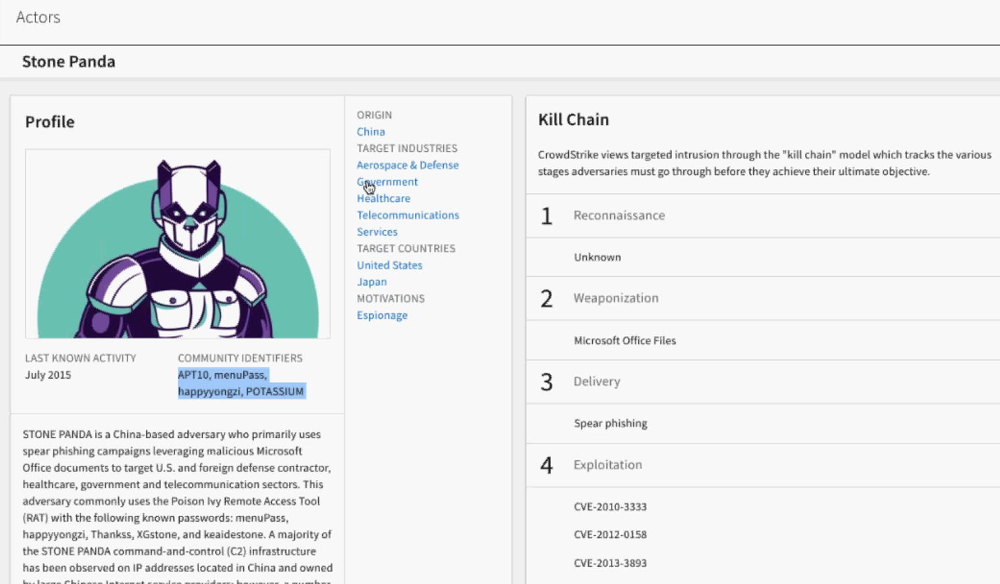 Actors
Stone Panda
Profile
LAST KNOWN ACTIVITY
July 2015
COMMUNITY IDENTIFIERS
APT10, menuPass,
happyyongzi, POTASSIUM
STONE PANDA is a China-based adversary who primarily uses
spear phishing campaigns leveraging malicious Microsoft
Office documents to target U.S. and foreign defense contractor,
healthcare, government and telecommunication sectors. This
adversary commonly uses the Poison Ivy Remote Access Tool
(RAT) with the following known passwords: menuPass,
happyyongzi, Thankss, XGstone, and keaidestone. A majority of
the STONE PANDA command-and-control (C2) infrastructure
has been observed on IP addresses located in China and owned
by large Chinese Internet service providers; however, a number
ORIGIN
China
TARGET INDUSTRIES
Aerospace & Defense
Government
Healthcare
Telecommunications
Services
TARGET COUNTRIES
United States
Japan
MOTIVATIONS
Espionage
Kill Chain
CrowdStrike views targeted intrusion through the "kill chain" model which tracks the various
stages adversaries must go through before they achieve their ultimate objective.
1 Reconnaissance
Unknown
2 Weaponization
Microsoft Office Files
3 Delivery
Spear phishing
4 Exploitation
CVE-2010-3333
CVE-2012-0158
CVE-2013-3893